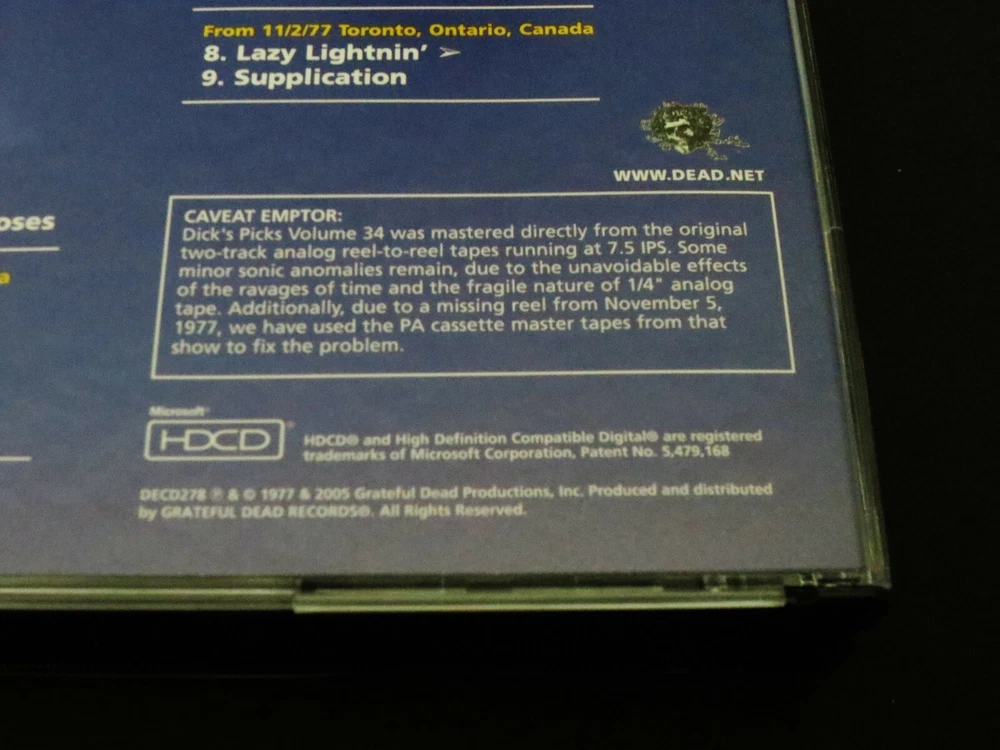 From 11/2/77 Toronto, Ontario, Canada
8. Lazy Lightnin' >
9. Supplication
WWW.DEAD.NET
oses
a
CAVEAT EMPTOR:
Dick's Picks Volume 34 was mastered directly from the original
two-track analog reel-to-reel tapes running at 7.5 IPS. Some
minor sonic anomalies remain, due to the unavoidable effects
of the ravages of time and the fragile nature of 1/4" analog
tape. Additionally, due to a missing reel from November 5,
1977, we have used the PA cassette master tapes from that
show to fix the problem.
Microsoft®
HDCD®
HDCD® and High Definition Compatible Digital® are registered
trademarks of Microsoft Corporation, Patent No. 5,479,168
DECD278 ℗ & © 1977 & 2005 Grateful Dead Productions, Inc. Produced and distributed
by GRATEFUL DEAD RECORDS®. All Rights Reserved.